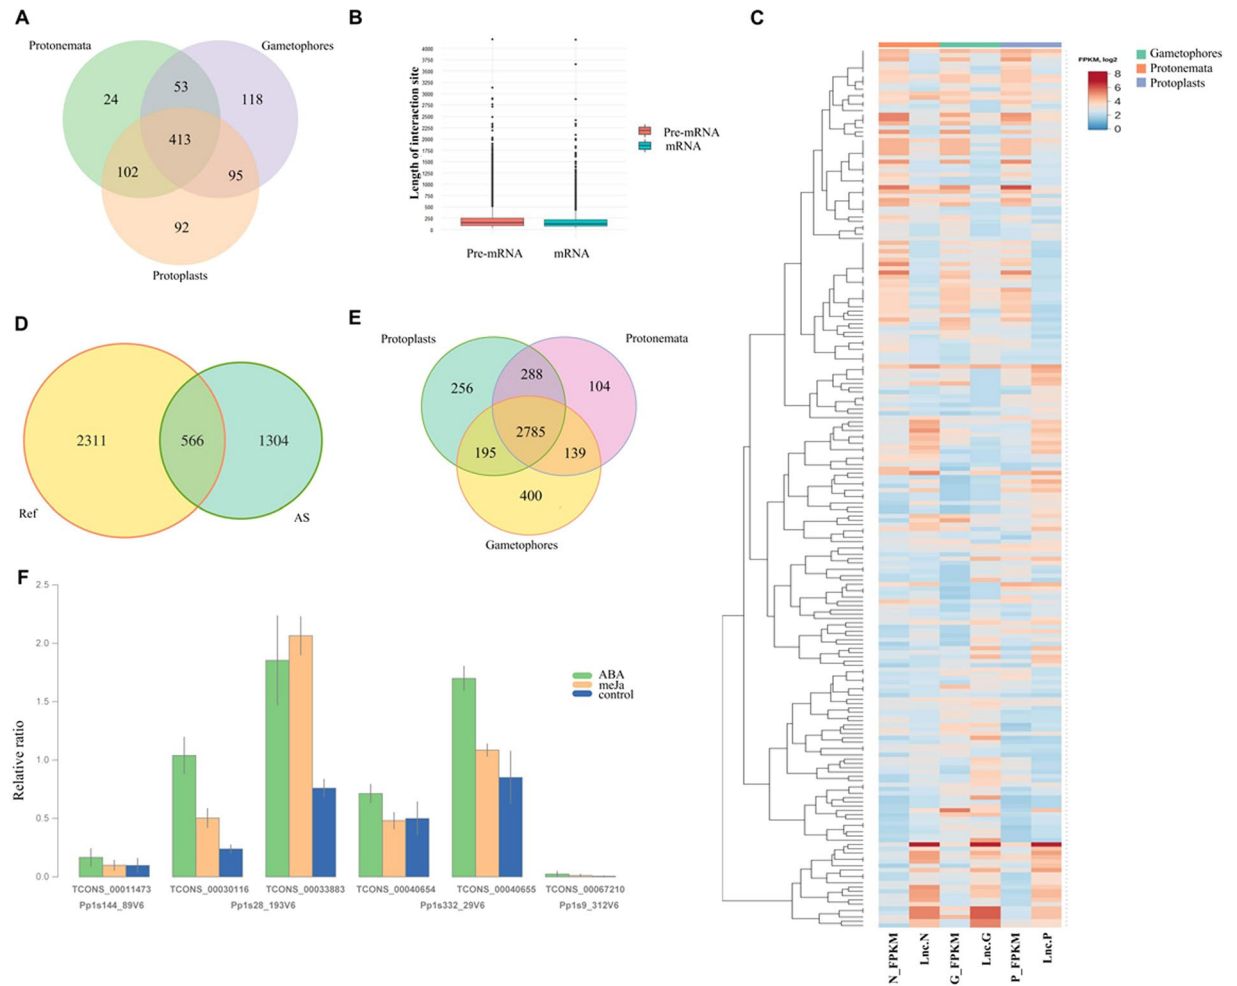 A
Protonemata
Gametophores
24
53
118
413
102
95
92
Protoplasts
B
Length of interaction site
4000
3750
3500
3250
3000
2750
2500
2250
2000
1750
1500
1250
1000
750
500
250
0
Pre-mRNA
mRNA
Pre-mRNA
mRNA
C
FPKM, log2
8
6
4
2
0
Gametophores
Protonemata
Protoplasts
N_FPKM
Lnc.N
G_FPKM
Lnc.G
P_FPKM
Lnc.P
D
2311
566
1304
Ref
AS
E
Protoplasts
Protonemata
256
288
104
2785
195
139
400
Gametophores
F
Relative ratio
2.5
2.0
1.5
1.0
0.5
0.0
ABA
meJa
control
TCONS_00011473
TCONS_00030116
TCONS_00033883
TCONS_00040654
TCONS_00040655
TCONS_00067210
Pp1s144_89V6
Pp1s28_193V6
Pp1s332_29V6
Pp1s9_312V6